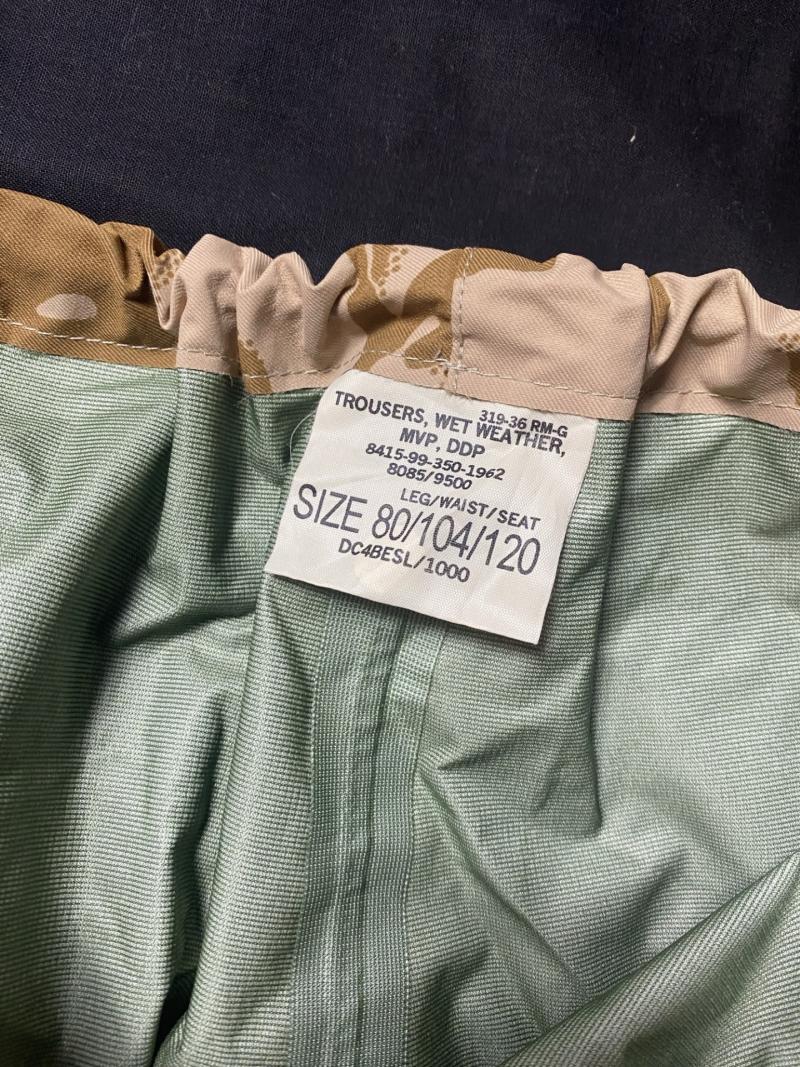 319-36 RM-G
TROUSERS, WET WEATHER,
MVP, DDP
8415-99-350-1962
8085/9500
LEG/WAIST/SEAT
SIZE 80/104/120
DC4BESL/1000